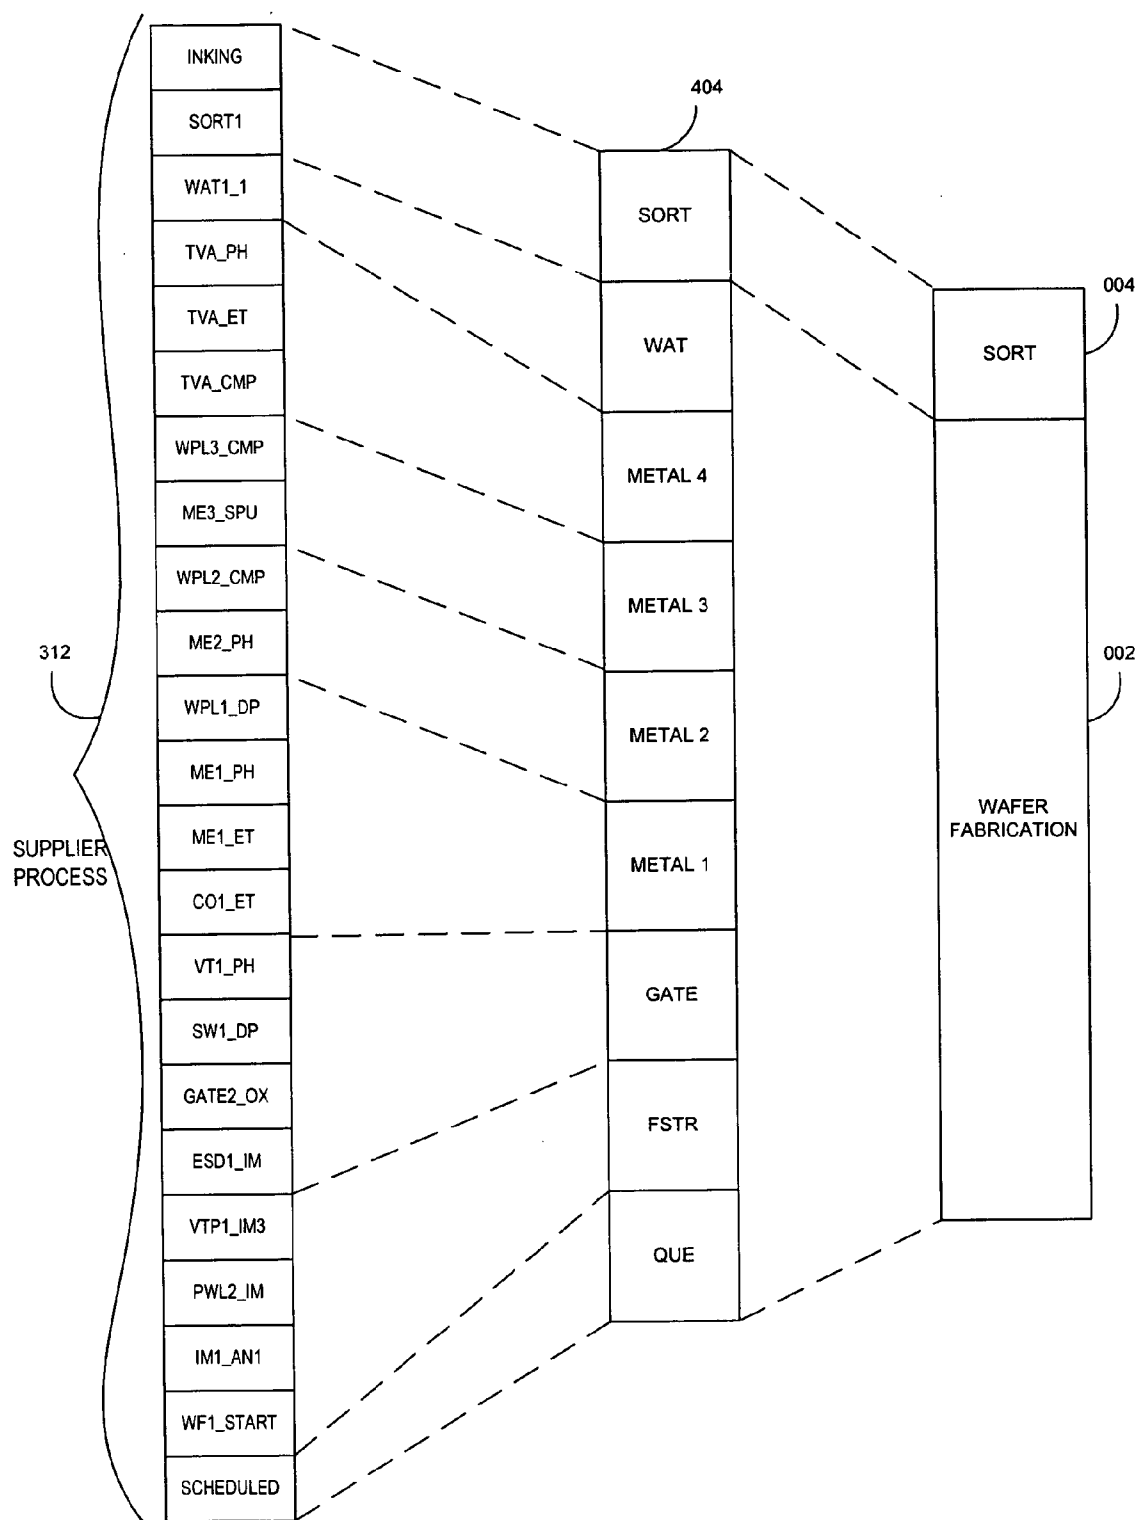 INKING
SORT1
WAT1_1
TVA_PH
TVA_ET
TVA_CMP
WPL3_CMP
ME3_SPU
WPL2_CMP
ME2_PH
WPL1_DP
ME1_PH
ME1_ET
CO1_ET
VT1_PH
SW1_DP
GATE2_OX
ESD1_IM
VTP1_IM3
PWL2_IM
IM1_AN1
WF1_START
SCHEDULED
312
SUPPLIER
PROCESS
404
SORT
WAT
METAL 4
METAL 3
METAL 2
METAL 1
GATE
FSTR
QUE
004
SORT
002
WAFER
FABRICATION